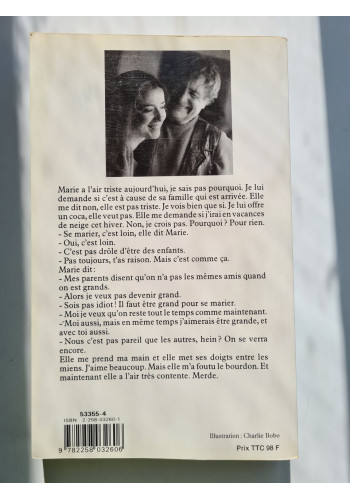 Marie a l'air triste aujourd'hui, je sais pas pourquoi. Je lui
demande si c'est à cause de sa famille qui est arrivée. Elle
me dit non, elle est pas triste. Je vois bien que si. Je lui offre
un coca, elle veut pas. Elle me demande si j'irai en vacances
de neige cet hiver. Non, je crois pas. Pourquoi ? Pour rien.
- Se marier, c'est loin, elle dit Marie.
- Oui, c'est loin.
- C'est pas drôle d'être des enfants.
- Pas toujours, t'as raison. Mais c'est comme ça.
Marie dit :
- Mes parents disent qu'on n'a pas les mêmes amis quand
on est grands.
- Alors je veux pas devenir grand.
- Sois pas idiot ! Il faut être grand pour se marier.
- Moi je veux qu'on reste tout le temps comme maintenant.
- Moi aussi, mais en même temps j'aimerais être grande, et
avec toi aussi.
- Nous c'est pas pareil que les autres, hein ? On se verra
encore.
Elle me prend ma main et elle met ses doigts entre les
miens. J'aime beaucoup. Mais elle m'a foutu le bourdon. Et
maintenant elle a l'air très contente. Merde.
53355-4
ISBN 2-258-03260-1
9 782258 032606
Illustration : Charlie Bobo
Prix TTC 98 F